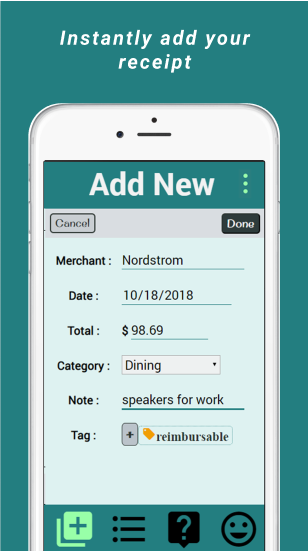 Instantly add your
receipt
Add New
Cancel Done
Merchant : Nordstrom
Date : 10/18/2018
Total : $ 98.69
Category : Dining
Note : speakers for work
Tag : + reimbursable